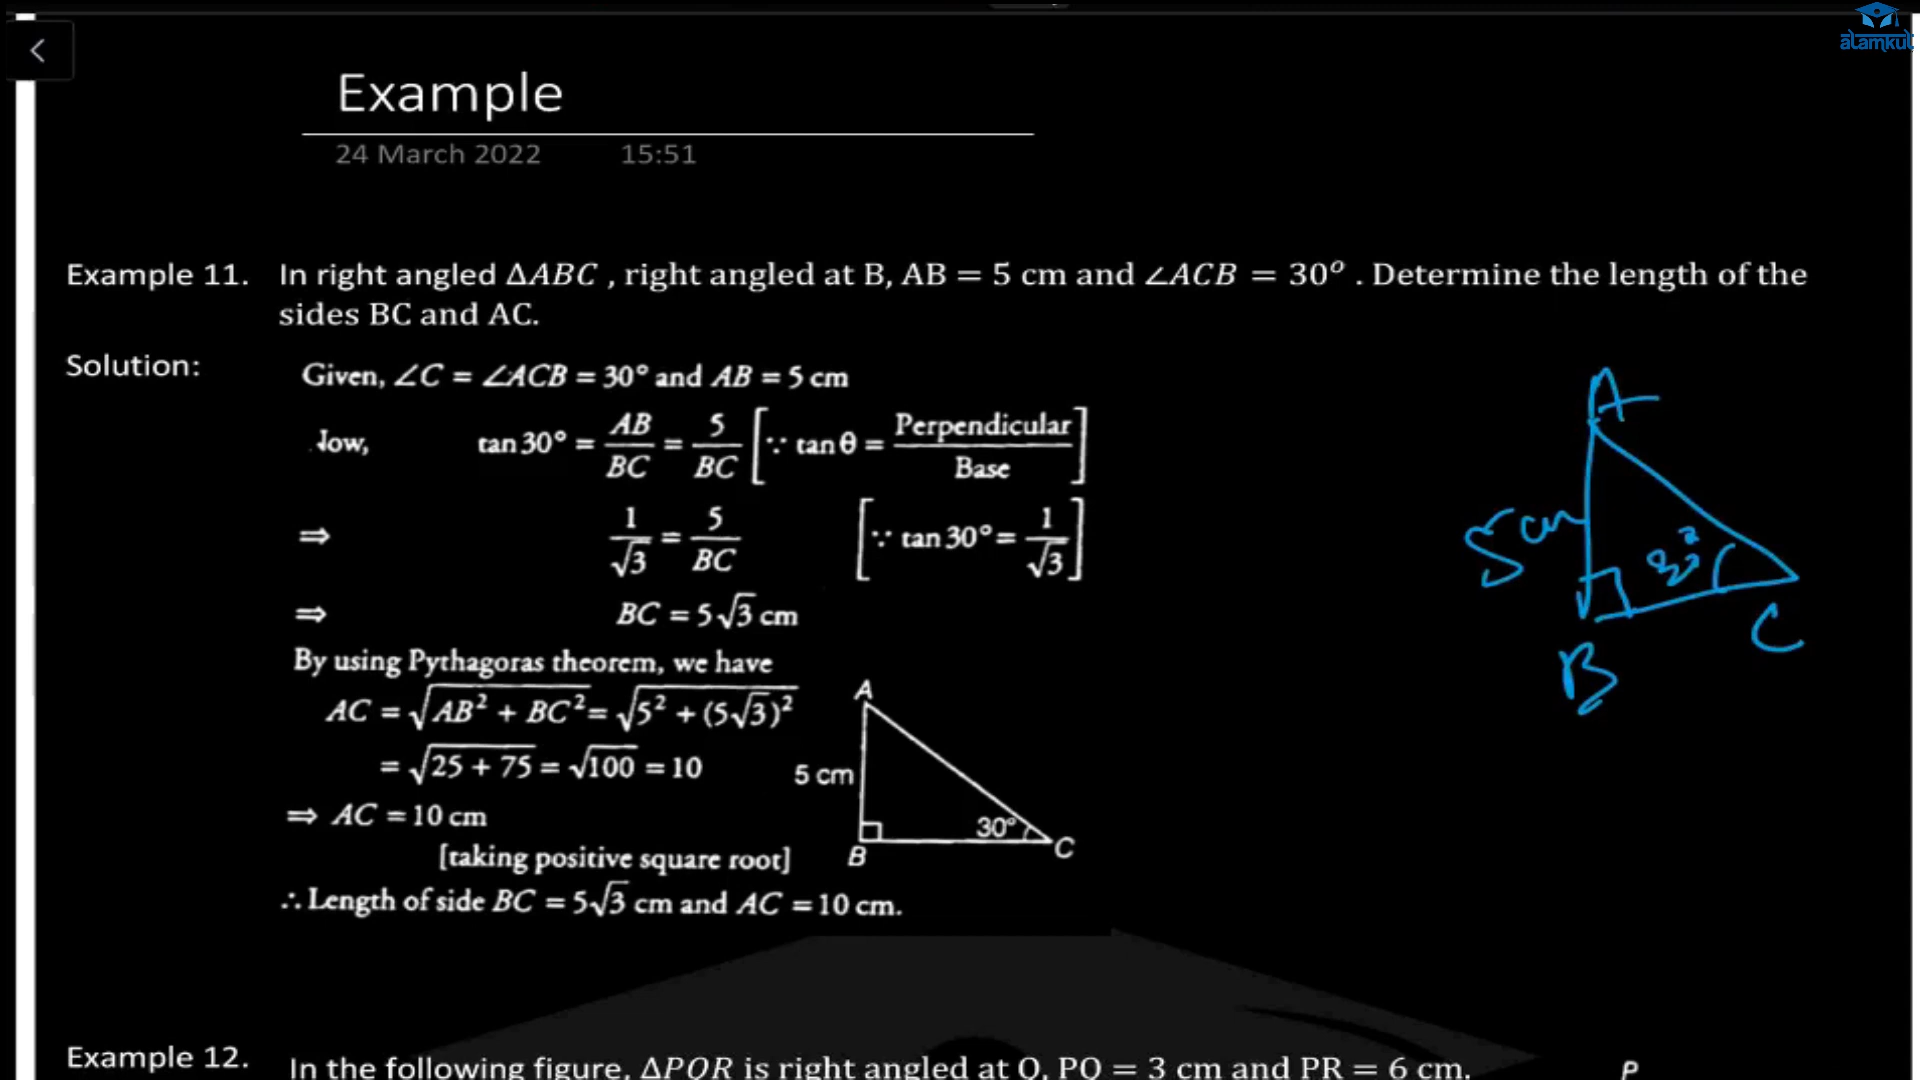 alamkul
Example
24 March 2022 15:51
Example 11. In right angled ΔABC , right angled at B, AB = 5 cm and ∠ACB = 30° . Determine the length of the
sides BC and AC.
Solution:
Given, ∠C = ∠ACB = 30° and AB = 5 cm
low, tan 30° = AB/BC = 5/BC [∵ tan θ = Perpendicular/Base]
⇒ 1/√3 = 5/BC [∵ tan 30° = 1/√3]
⇒ BC = 5√3 cm
By using Pythagoras theorem, we have
AC = √(AB² + BC²) = √(5² + (5√3)²)
= √(25 + 75) = √100 = 10
⇒ AC = 10 cm
[taking positive square root]
∴ Length of side BC = 5√3 cm and AC = 10 cm.
A
5 cm
30°
B
C
A
5 cm
B
C
Example 12. In the following figure, ΔPQR is right angled at Q, PQ = 3 cm and PR = 6 cm.
P